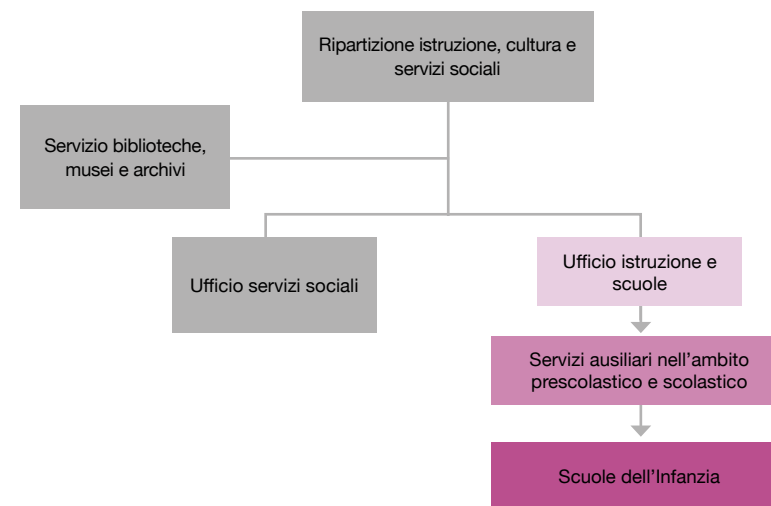 Ripartizione istruzione, cultura e
servizi sociali
Servizio biblioteche,
musei e archivi
Ufficio servizi sociali
Ufficio istruzione e
scuole
Servizi ausiliari nell’ambito
prescolastico e scolastico
Scuole dell’Infanzia